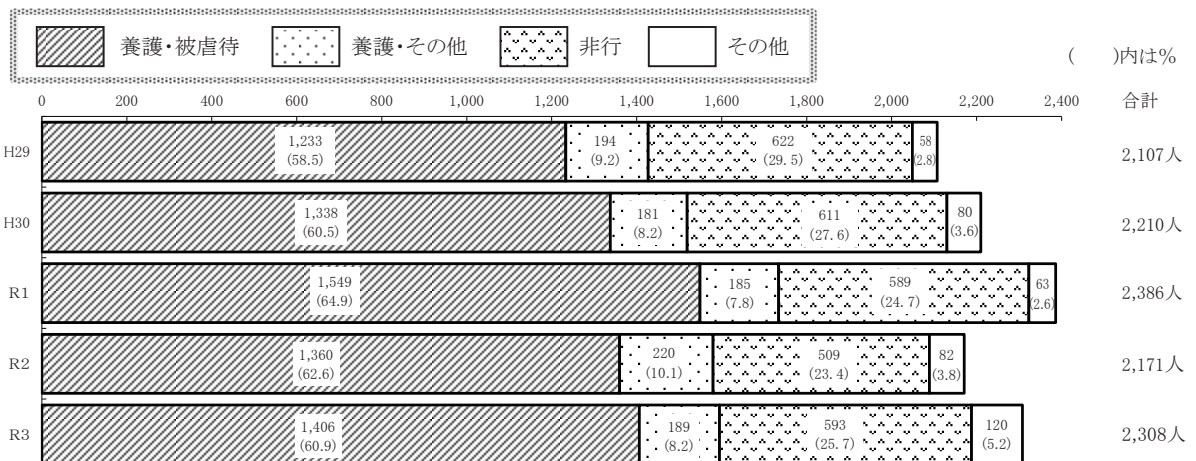 養護・被虐待 養護・その他 非行 その他
( )内は%
0 200 400 600 800 1,000 1,200 1,400 1,600 1,800 2,000 2,200 2,400 合計
H29 1,233 194 622 58 2,107人
(58.5) (9.2) (29.5) (2.8)
H30 1,338 181 611 80 2,210人
(60.5) (8.2) (27.6) (3.6)
R1 1,549 185 589 63 2,386人
(64.9) (7.8) (24.7) (2.6)
R2 1,360 220 509 82 2,171人
(62.6) (10.1) (23.4) (3.8)
R3 1,406 189 593 120 2,308人
(60.9) (8.2) (25.7) (5.2)